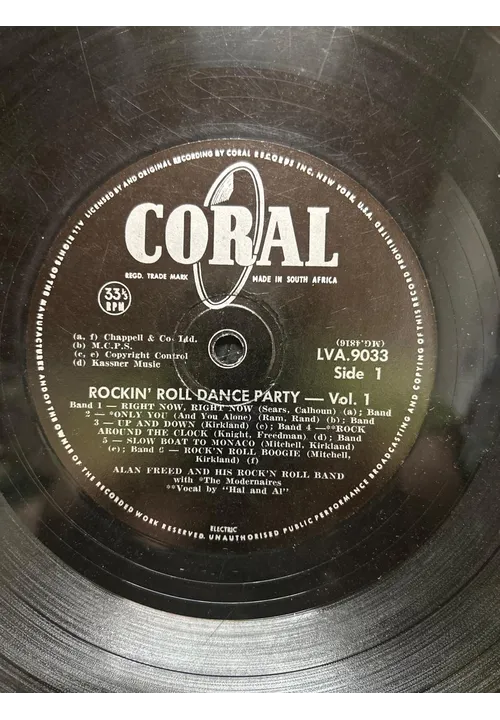 ALL RIGHTS OF THE MANUFACTURER AND OF THE OWNER OF THE RECORDED WORK RESERVED. UNAUTHORISED PUBLIC PERFORMANCE BROADCASTING AND COPYING OF THIS RECORD PROHIBITED
LICENSED BY AND ORIGINAL RECORDING BY CORAL RECORDS INC, NEW YORK, U.S.A.
CORAL
REGD. TRADE MARK
MADE IN SOUTH AFRICA
33⅓
RPM
(a, f) Chappell & Co. Ltd.
(b) M.C.P.S.
(c, e) Copyright Control
(d) Kassner Music
(MG.4816)
LVA.9033
Side 1
ROCKIN' ROLL DANCE PARTY — Vol. 1
Band 1 — RIGHT NOW, RIGHT NOW (Sears, Calhoun) (a); Band
2 — *ONLY YOU (And You Alone) (Ram, Rand) (b); Band
3 — UP AND DOWN (Kirkland) (c); Band 4 —**ROCK
AROUND THE CLOCK (Knight, Freedman) (d); Band
5 — SLOW BOAT TO MONACO (Mitchell, Kirkland)
(e); Band 6 — ROCK'N ROLL BOOGIE (Mitchell,
Kirkland) (f)
ALAN FREED AND HIS ROCK'N ROLL BAND
with *The Modernaires
**Vocal by "Hal and Al"
ELECTRIC